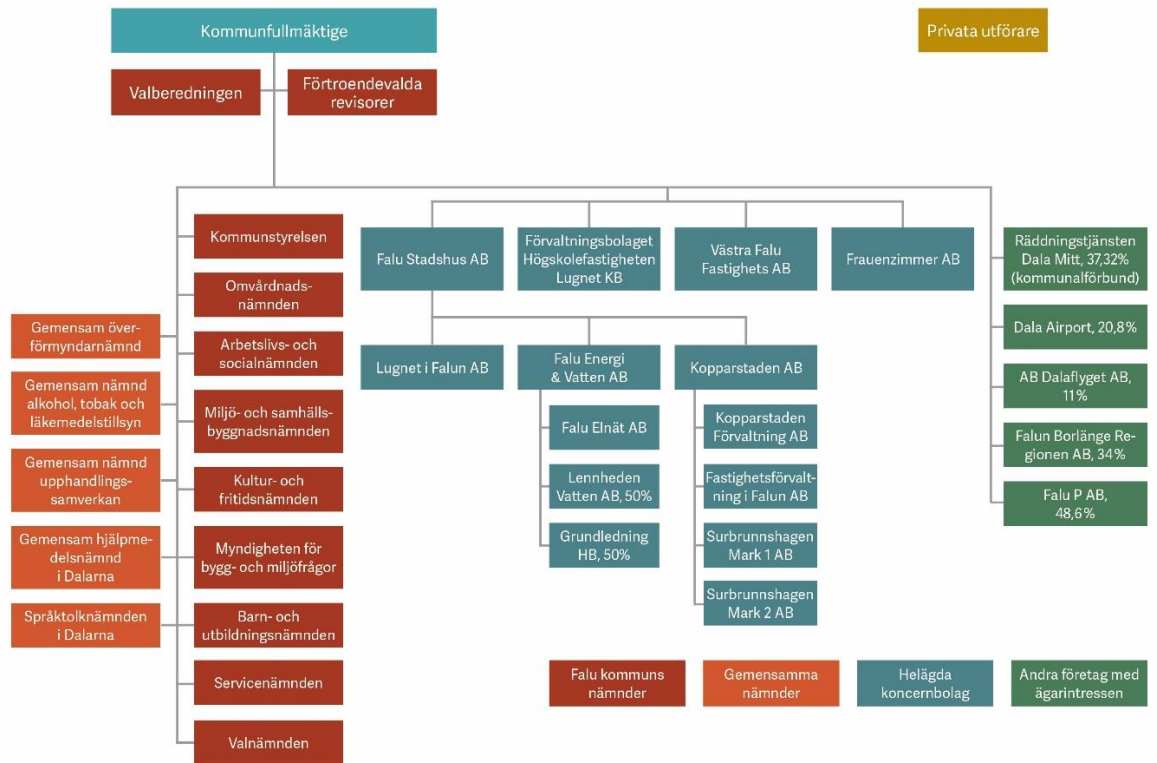 Kommunfullmäktige
Privata utförare
Valberedningen
Förtroendevalda
revisorer
Kommunstyrelsen
Omvårdnads-
nämnden
Arbetslivs- och
socialnämnden
Miljö- och samhälls-
byggnadsnämnden
Kultur- och
fritidsnämnden
Myndigheten för
bygg- och miljöfrågor
Barn- och
utbildningsnämnden
Servicenämnden
Valnämnden
Gemensam över-
förmyndarnämnd
Gemensam nämnd
alkohol, tobak och
läkemedelstillsyn
Gemensam nämnd
upphandlings-
samverkan
Gemensam hjälpme-
delsnämnd
i Dalarna
Språktolknämnden
i Dalarna
Falu Stadshus AB
Förvaltningsbolaget
Högskolefastigheten
Lugnet KB
Västra Falu
Fastighets AB
Frauenzimmer AB
Lugnet i Falun AB
Falu Energi
& Vatten AB
Kopparstaden AB
Falu Elnät AB
Lennheden
Vatten AB, 50%
Grundledning
HB, 50%
Kopparstaden
Förvaltning AB
Fastighetsförvalt-
ning i Falun AB
Surbrunnshagen
Mark 1 AB
Surbrunnshagen
Mark 2 AB
Räddningstjänsten
Dala Mitt, 37,32%
(kommunalförbund)
Dala Airport, 20,8%
AB Dalaflyget AB,
11%
Falun Borlänge Re-
gionen AB, 34%
Falu P AB,
48,6%
Falu kommuns
nämnder
Gemensamma
nämnder
Helägda
koncernbolag
Andra företag med
ägarintressen